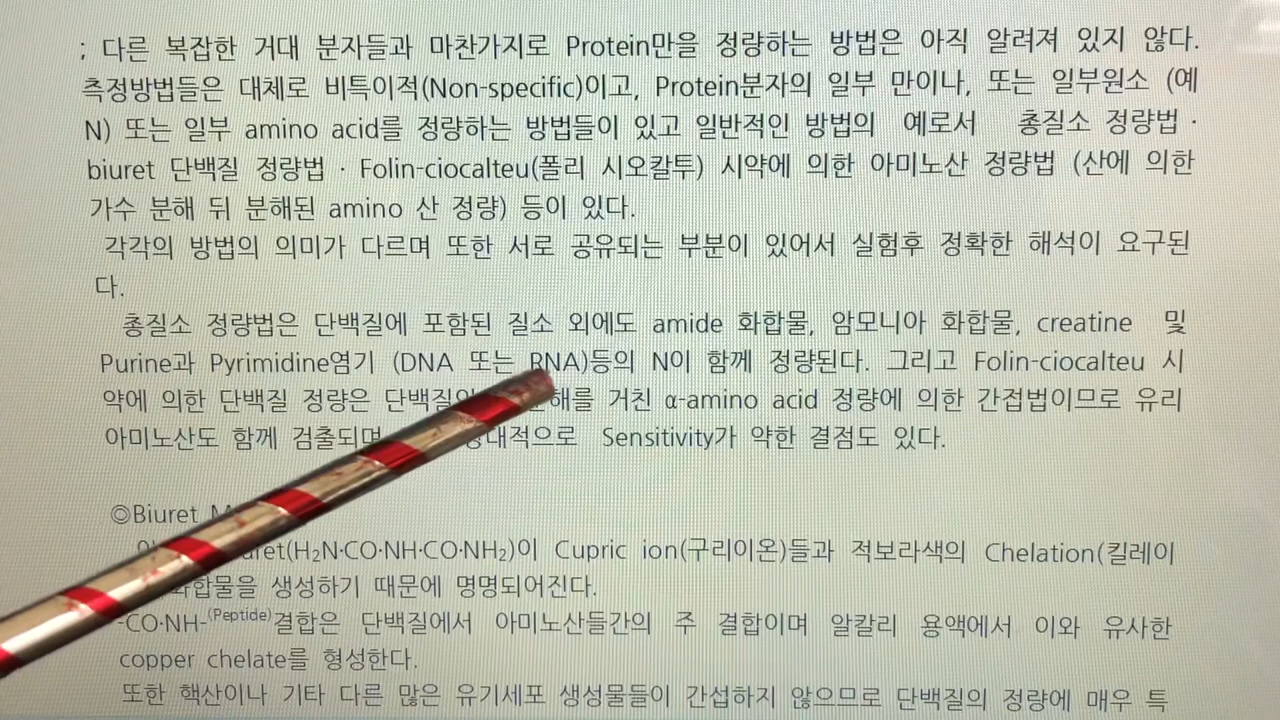 ; 다른 복잡한 거대 분자들과 마찬가지로 Protein만을 정량하는 방법은 아직 알려져 있지 않다.
측정방법들은 대체로 비특이적(Non-specific)이고, Protein분자의 일부 만이나, 또는 일부원소 (예
N) 또는 일부 amino acid를 정량하는 방법들이 있고 일반적인 방법의 예로서 총질소 정량법 ·
biuret 단백질 정량법 · Folin-ciocalteu(폴리 시오칼투) 시약에 의한 아미노산 정량법 (산에 의한
가수 분해 뒤 분해된 amino 산 정량) 등이 있다.
각각의 방법의 의미가 다르며 또한 서로 공유되는 부분이 있어서 실험후 정확한 해석이 요구된
다.
총질소 정량법은 단백질에 포함된 질소 외에도 amide 화합물, 암모니아 화합물, creatine 및
Purine과 Pyrimidine염기 (DNA 또는 RNA)등의 N이 함께 정량된다. 그리고 Folin-ciocalteu 시
약에 의한 단백질 정량은 해를 거친 α-amino acid 정량에 의한 간접법이므로 유리
아미노산도 함께 검출되며 Sensitivity가 약한 결점도 있다.
◎Biuret
(H₂N·CO·NH·CO·NH₂)이 Cupric ion(구리이온)들과 적보라색의 Chelation(킬레이
화합물을 생성하기 때문에 명명되어진다.
-CO·NH-(Peptide)결합은 단백질에서 아미노산들간의 주 결합이며 알칼리 용액에서 이와 유사한
copper chelate를 형성한다.
또한 핵산이나 기타 다른 많은 유기세포 생성물들이 간섭하지 않으므로 단백질의 정량에 매우 특